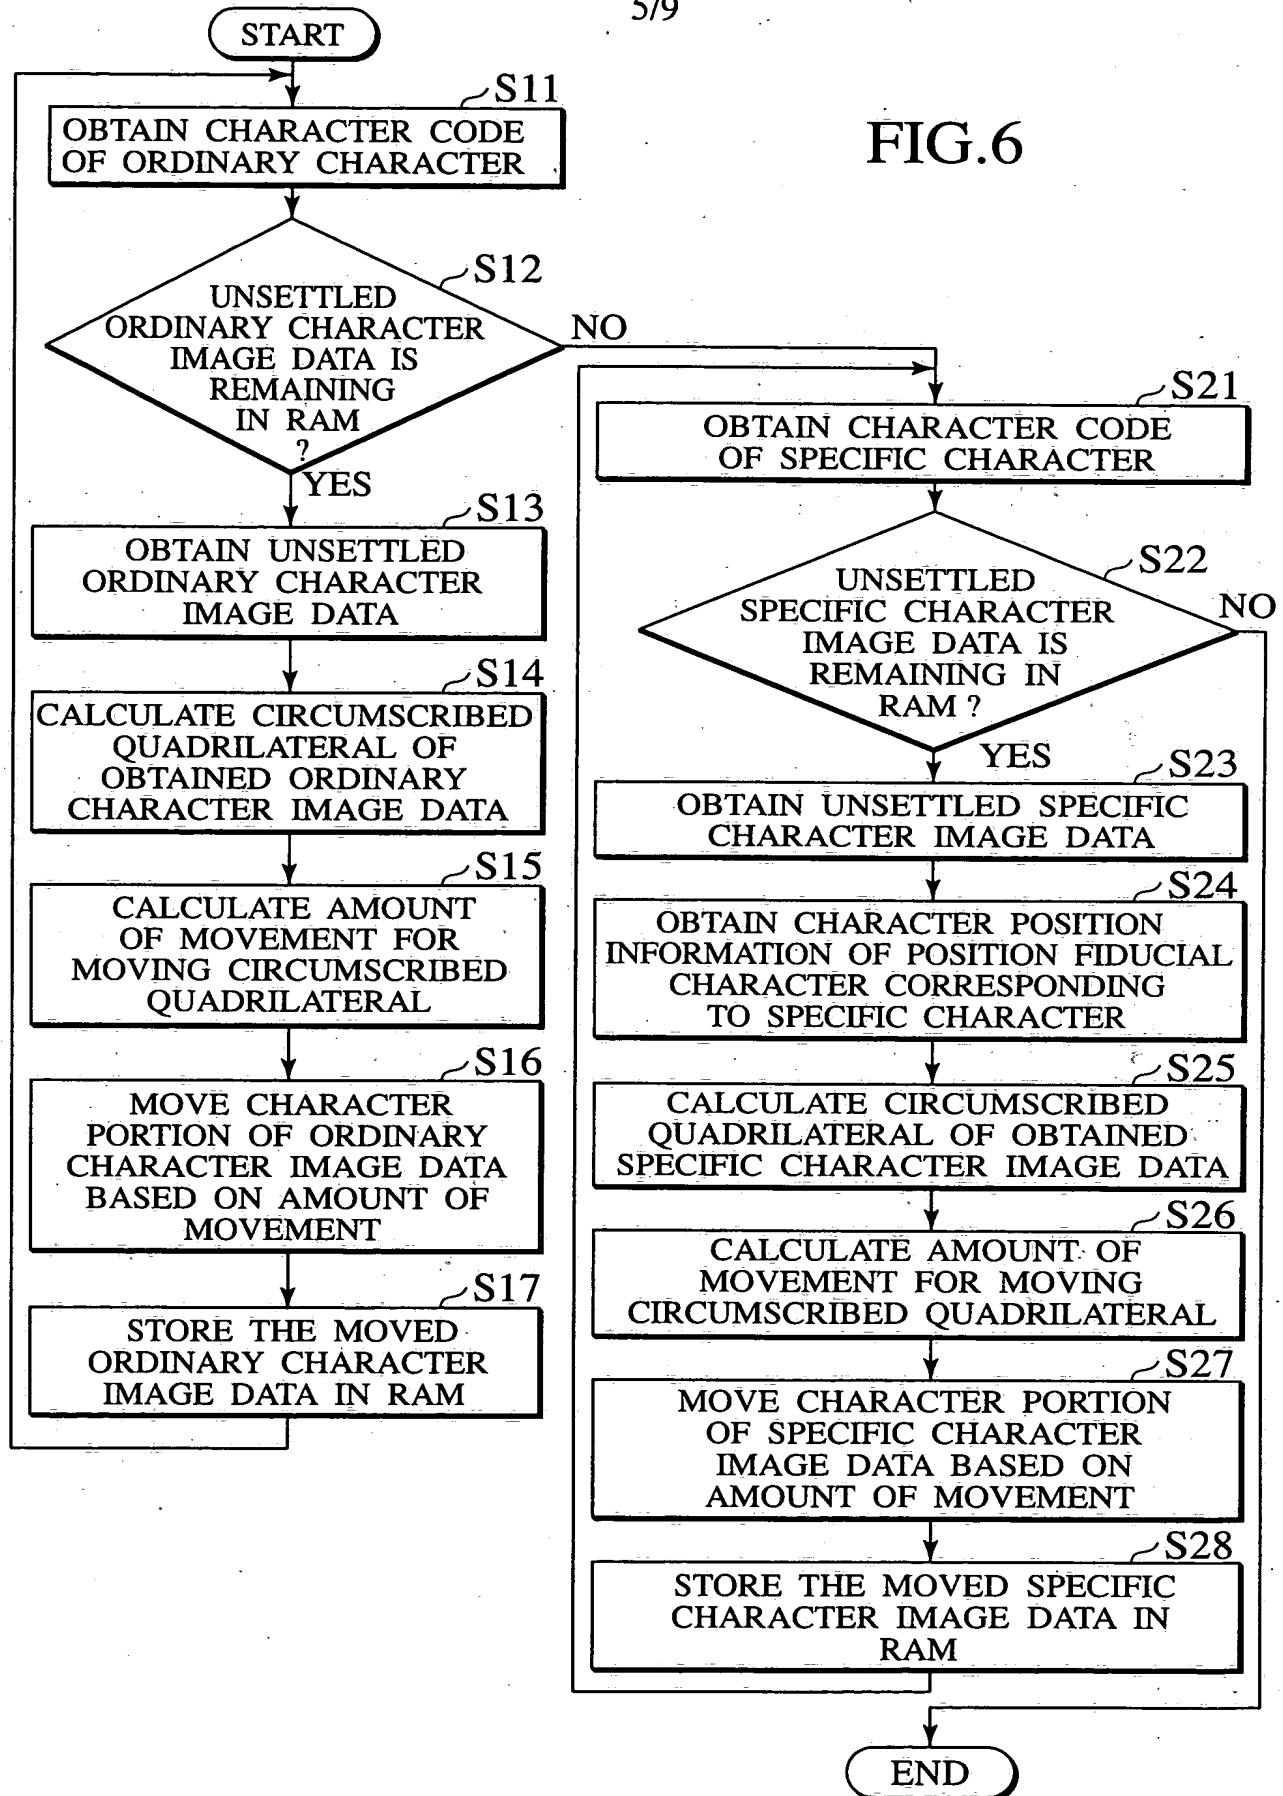 5/9
START
FIG.6
S11
OBTAIN CHARACTER CODE
OF ORDINARY CHARACTER
S12
UNSETTLED
ORDINARY CHARACTER
IMAGE DATA IS
REMAINING
IN RAM
?
NO
YES
S13
OBTAIN UNSETTLED
ORDINARY CHARACTER
IMAGE DATA
S14
CALCULATE CIRCUMSCRIBED
QUADRILATERAL OF
OBTAINED ORDINARY
CHARACTER IMAGE DATA
S15
CALCULATE AMOUNT
OF MOVEMENT FOR
MOVING CIRCUMSCRIBED
QUADRILATERAL
S16
MOVE CHARACTER
PORTION OF ORDINARY
CHARACTER IMAGE DATA
BASED ON AMOUNT OF
MOVEMENT
S17
STORE THE MOVED
ORDINARY CHARACTER
IMAGE DATA IN RAM
S21
OBTAIN CHARACTER CODE
OF SPECIFIC CHARACTER
S22
UNSETTLED
SPECIFIC CHARACTER
IMAGE DATA IS
REMAINING IN
RAM ?
NO
YES
S23
OBTAIN UNSETTLED SPECIFIC
CHARACTER IMAGE DATA
S24
OBTAIN CHARACTER POSITION
INFORMATION OF POSITION FIDUCIAL
CHARACTER CORRESPONDING
TO SPECIFIC CHARACTER
S25
CALCULATE CIRCUMSCRIBED
QUADRILATERAL OF OBTAINED
SPECIFIC CHARACTER IMAGE DATA
S26
CALCULATE AMOUNT OF
MOVEMENT FOR MOVING
CIRCUMSCRIBED QUADRILATERAL
S27
MOVE CHARACTER PORTION
OF SPECIFIC CHARACTER
IMAGE DATA BASED ON
AMOUNT OF MOVEMENT
S28
STORE THE MOVED SPECIFIC
CHARACTER IMAGE DATA IN
RAM
END